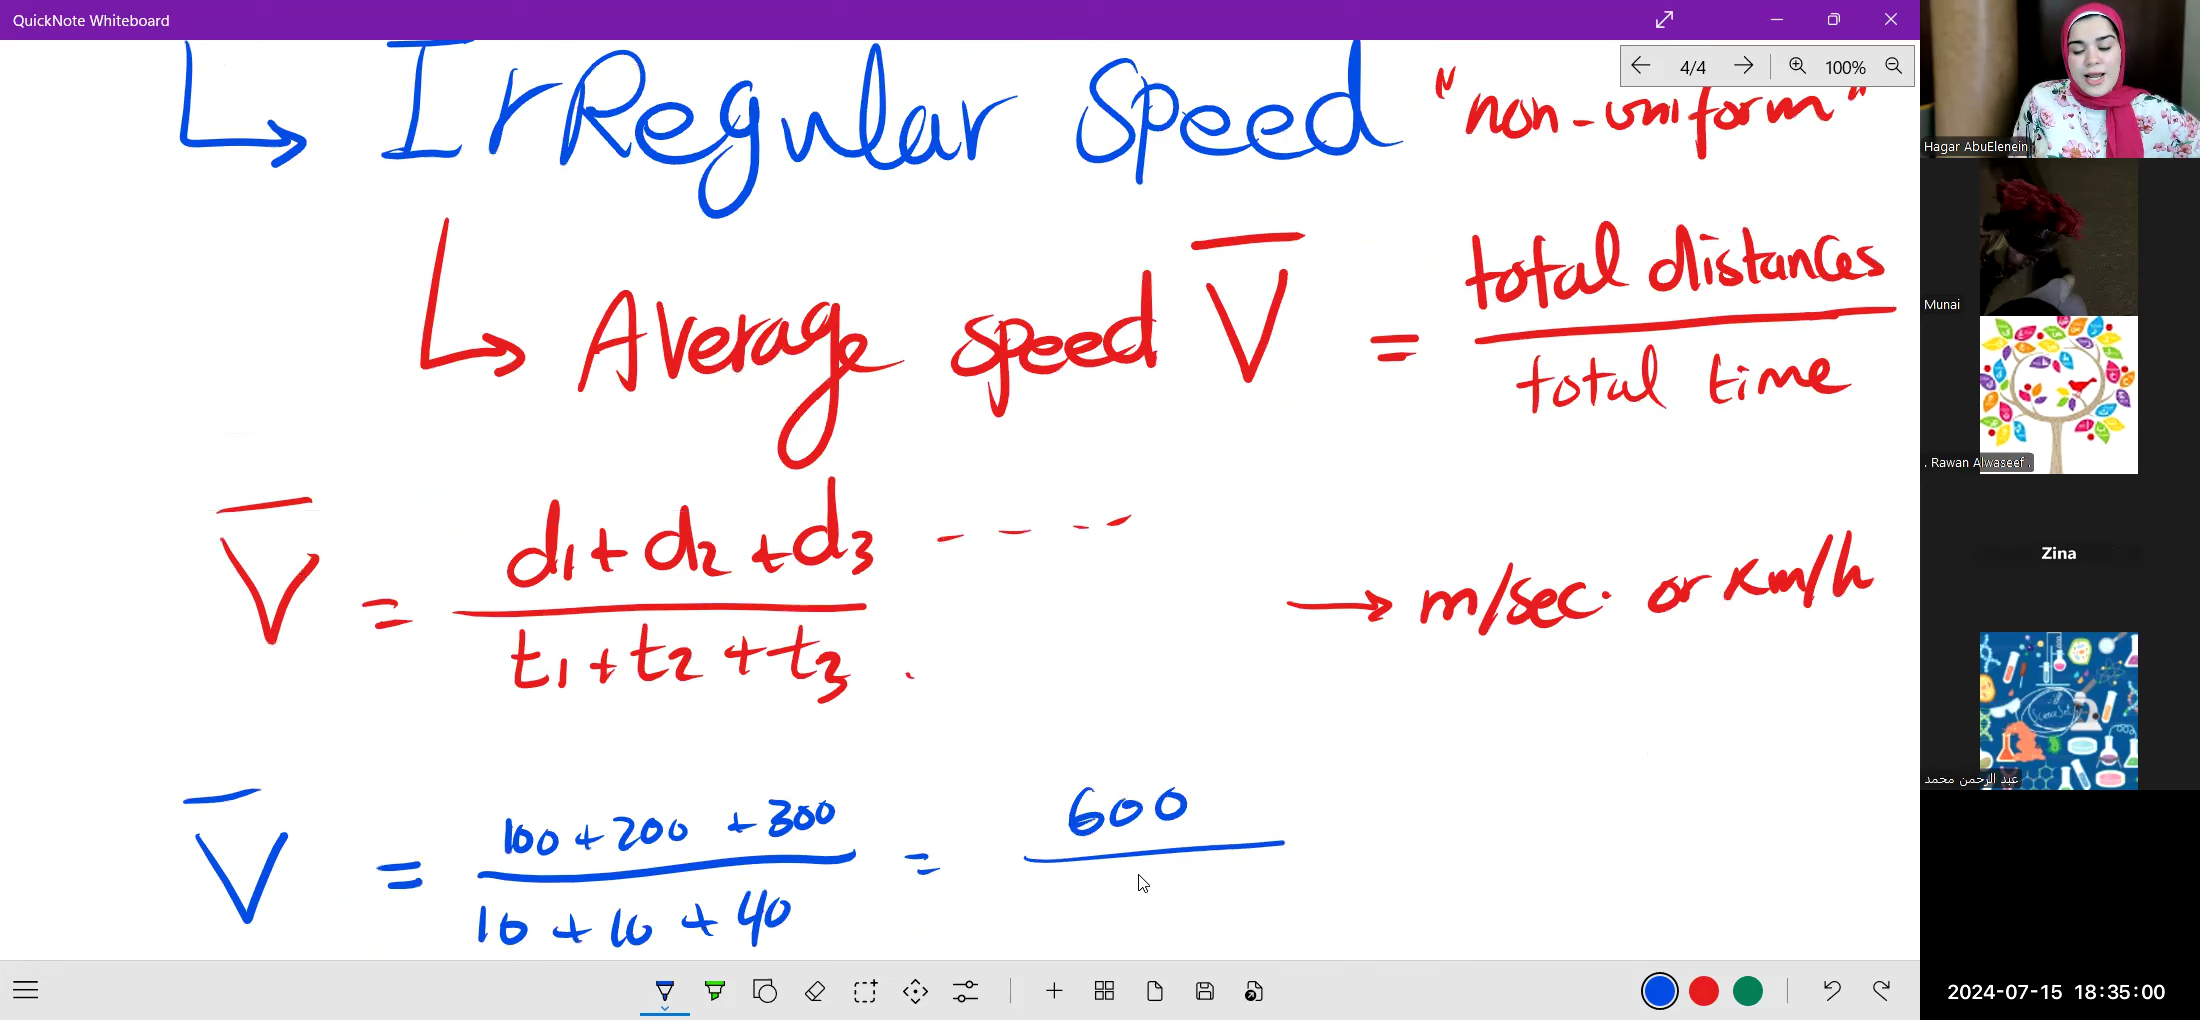 QuickNote Whiteboard
4/4 100%
IrRegular Speed "non-uniform"
Average speed V̅ = total distances / total time
V̅ = d1 + d2 + d3 ---- / t1 + t2 + t3 .
→ m/sec. or Km/h
V̅ = 100 + 200 + 300 / 10 + 10 + 40 = 600
Hagar AbuElenein
Munai
. Rawan Alwaseef .
Zina
عبد الرحمن محمد
2024-07-15 18:35:00